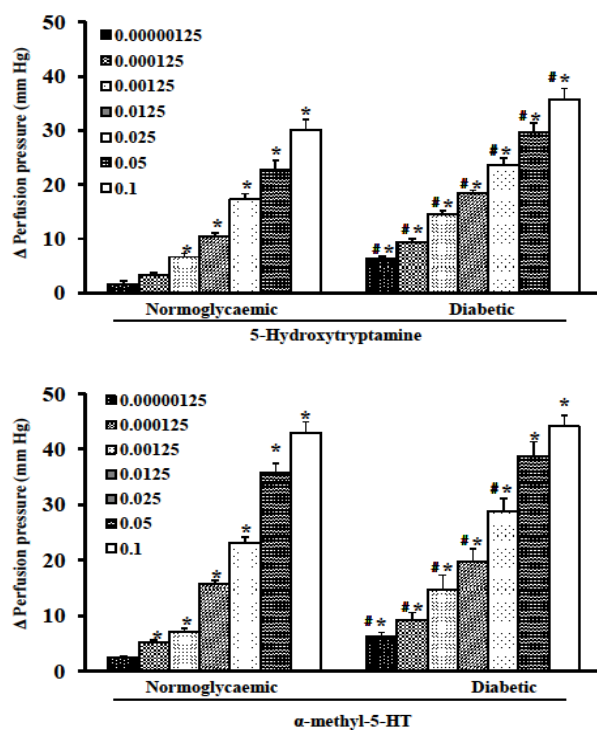 Δ Perfusion pressure (mm Hg)
50
40
30
20
10
0
0.00000125
0.000125
0.00125
0.0125
0.025
0.05
0.1
* * * * *
#* #* #* #* #* #* #*
Normoglycaemic Diabetic
5-Hydroxytryptamine
Δ Perfusion pressure (mm Hg)
50
40
30
20
10
0
0.00000125
0.000125
0.00125
0.0125
0.025
0.05
0.1
* * * * * *
#* #* #* #* #* * *
Normoglycaemic Diabetic
α-methyl-5-HT